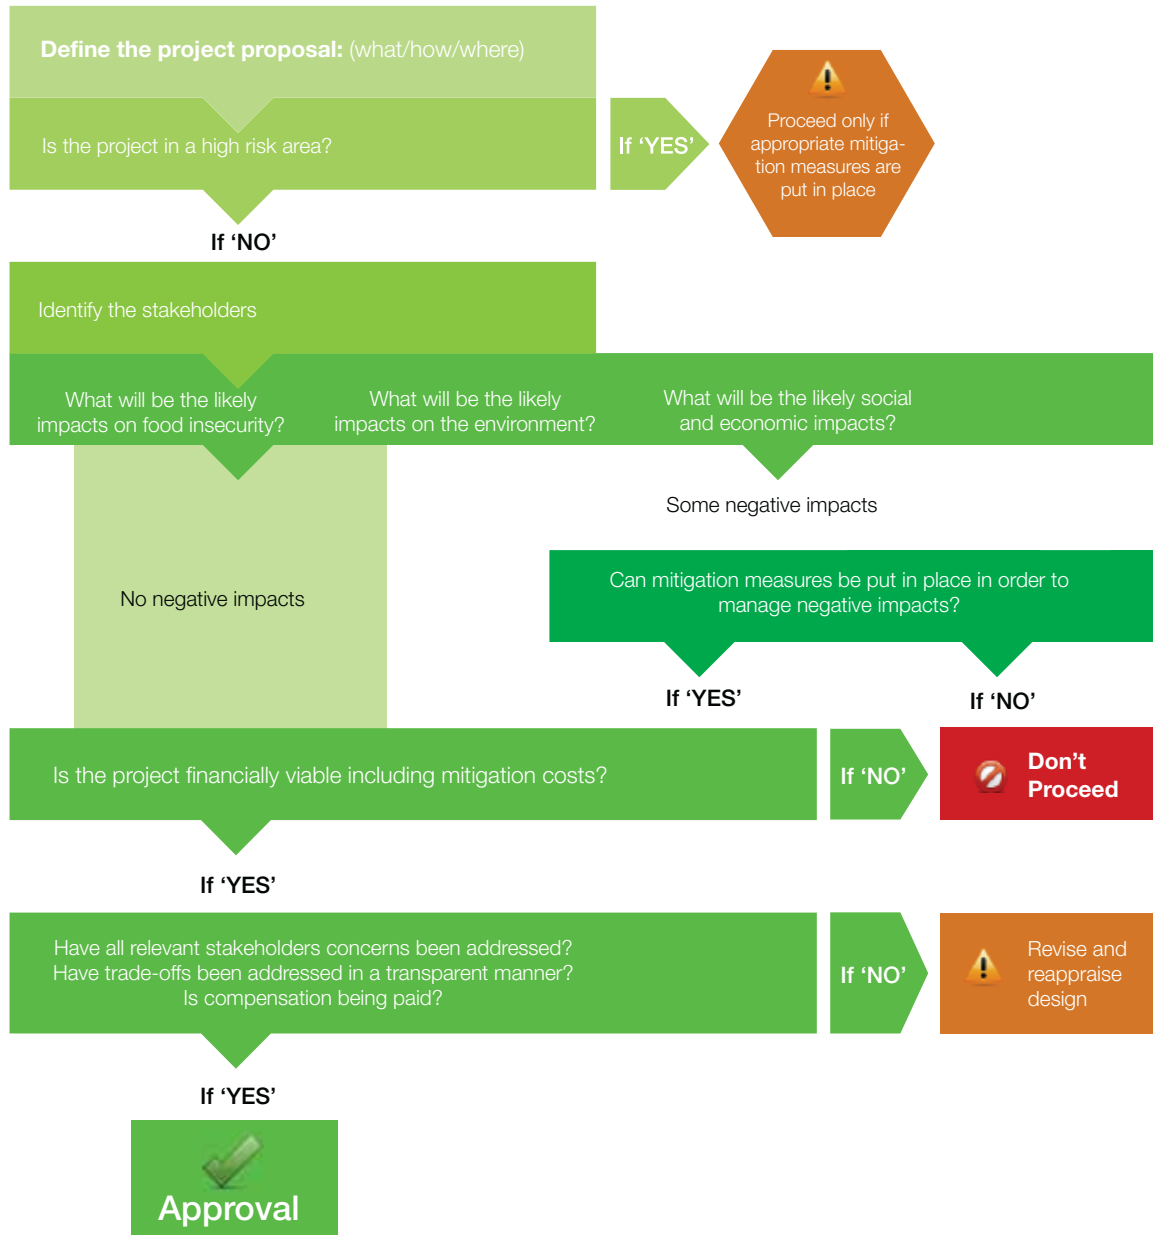 Define the project proposal: (what/how/where)
Is the project in a high risk area?
If ‘YES’
Proceed only if
appropriate mitiga-
tion measures are
put in place
If ‘NO’
Identify the stakeholders
What will be the likely
impacts on food insecurity?
What will be the likely
impacts on the environment?
What will be the likely social
and economic impacts?
Some negative impacts
No negative impacts
Can mitigation measures be put in place in order to
manage negative impacts?
If ‘YES’
If ‘NO’
Is the project financially viable including mitigation costs?
If ‘NO’
Don't
Proceed
If ‘YES’
Have all relevant stakeholders concerns been addressed?
Have trade-offs been addressed in a transparent manner?
Is compensation being paid?
If ‘NO’
Revise and
reappraise
design
If ‘YES’
Approval